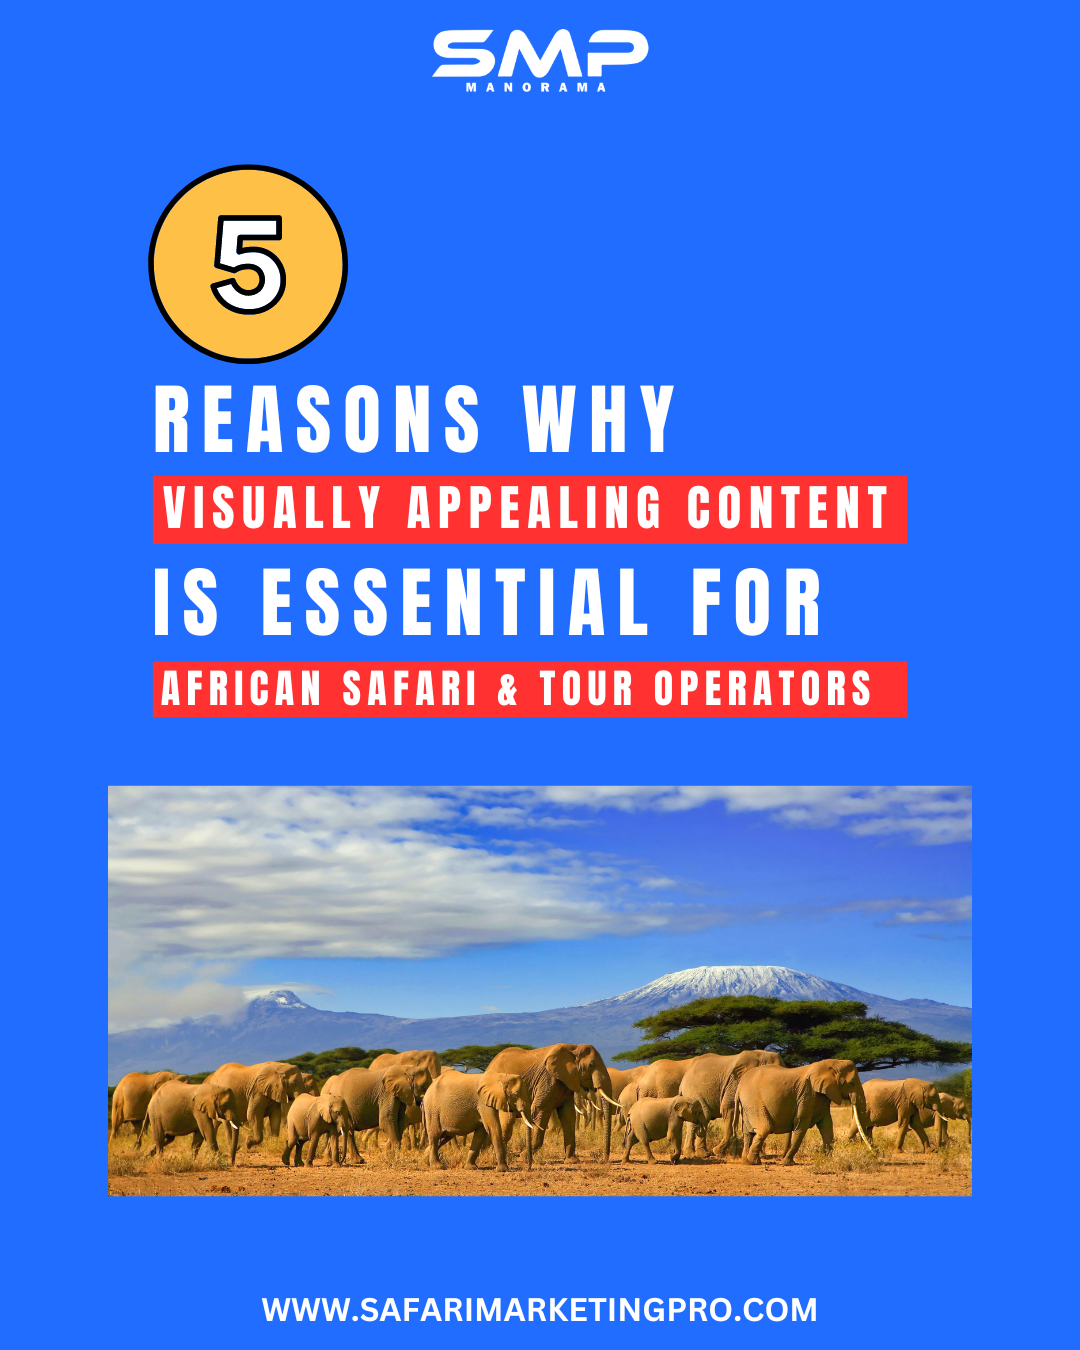 SMP
MANORAMA
5
REASONS WHY
VISUALLY APPEALING CONTENT
IS ESSENTIAL FOR
AFRICAN SAFARI & TOUR OPERATORS
WWW.SAFARIMARKETINGPRO.COM